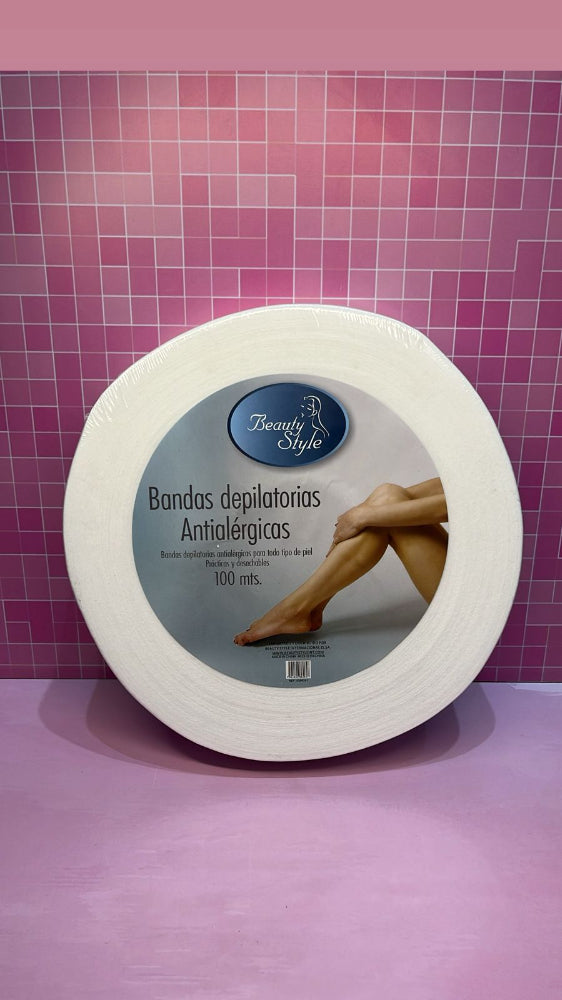 Beauty
Style
Bandas depilatorias
Antialérgicas
Bandas depilatorias antialérgicas para todo tipo de piel
Prácticas y desechables
100 mts.